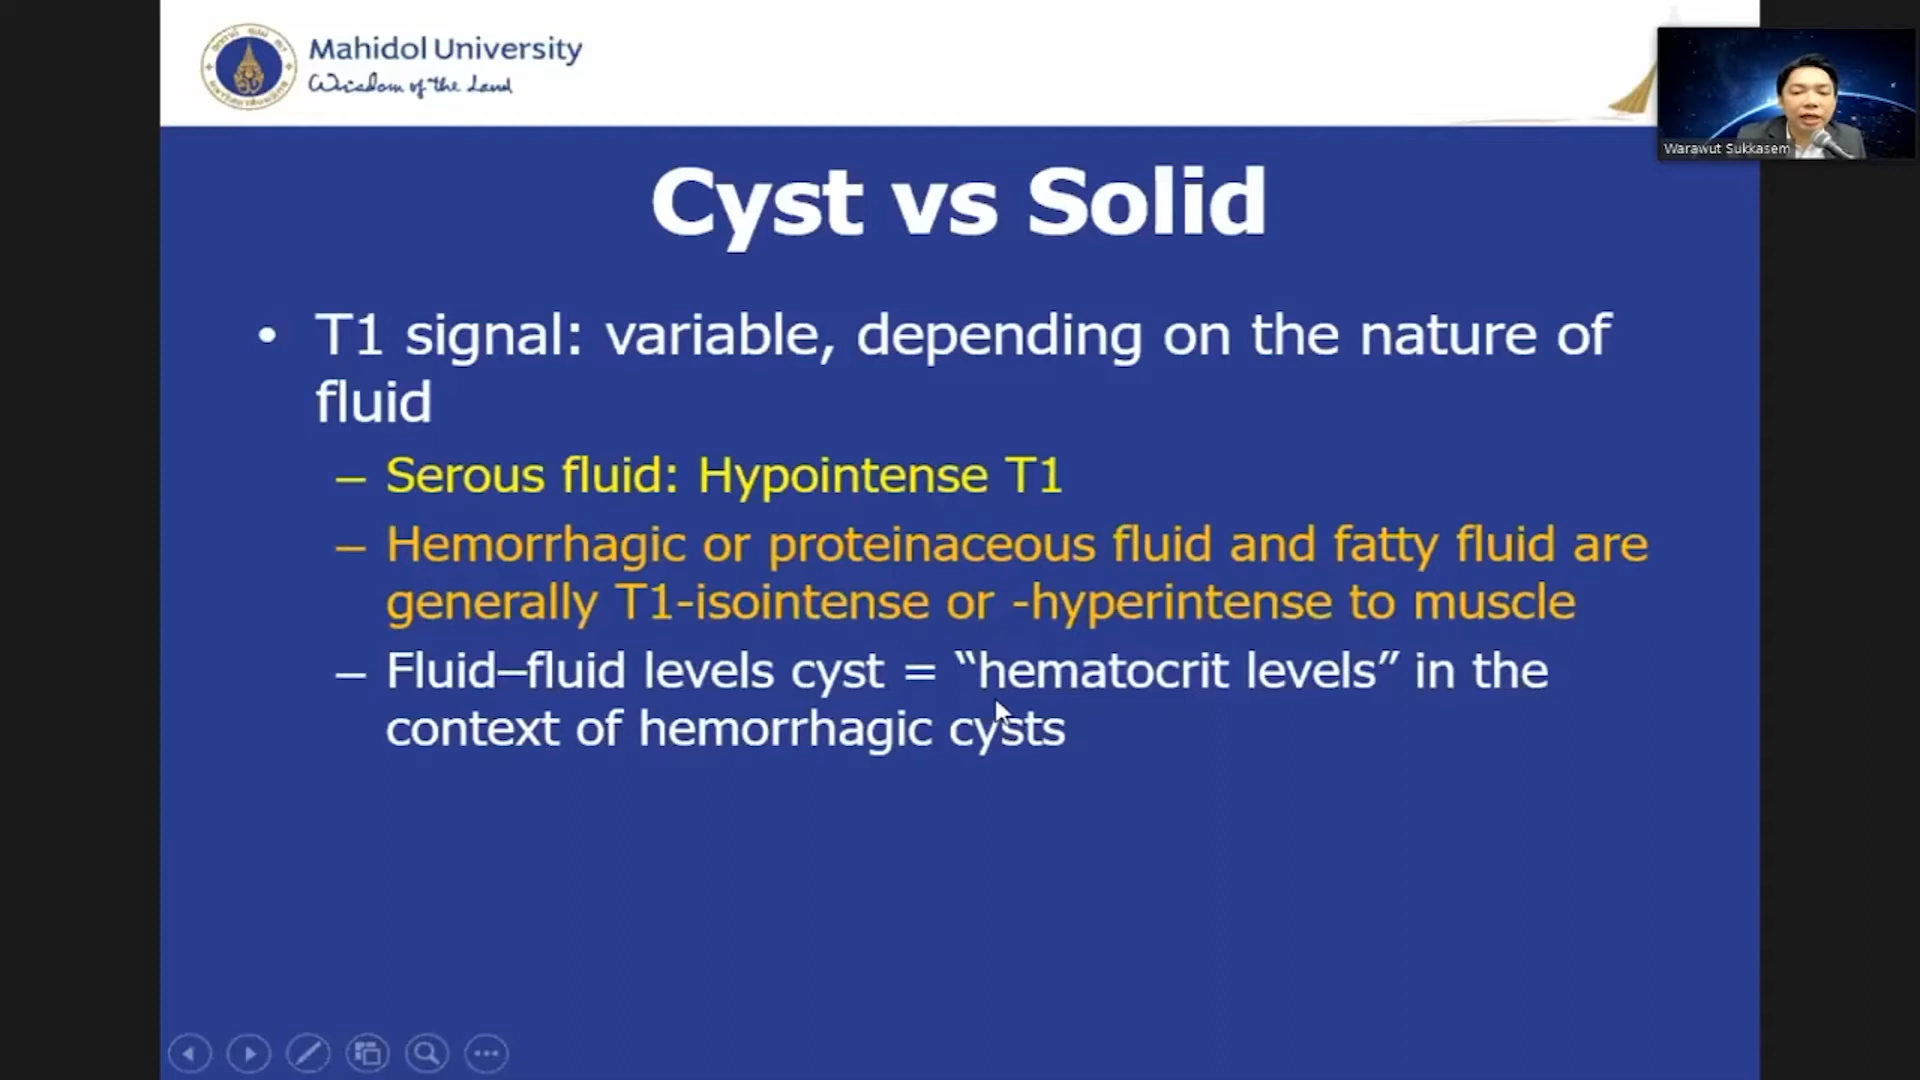 Mahidol University
Wisdom of the Land
Warawut Sukkasem
Cyst vs Solid
• T1 signal: variable, depending on the nature of
fluid
– Serous fluid: Hypointense T1
– Hemorrhagic or proteinaceous fluid and fatty fluid are
generally T1-isointense or -hyperintense to muscle
– Fluid–fluid levels cyst = “hematocrit levels” in the
context of hemorrhagic cysts